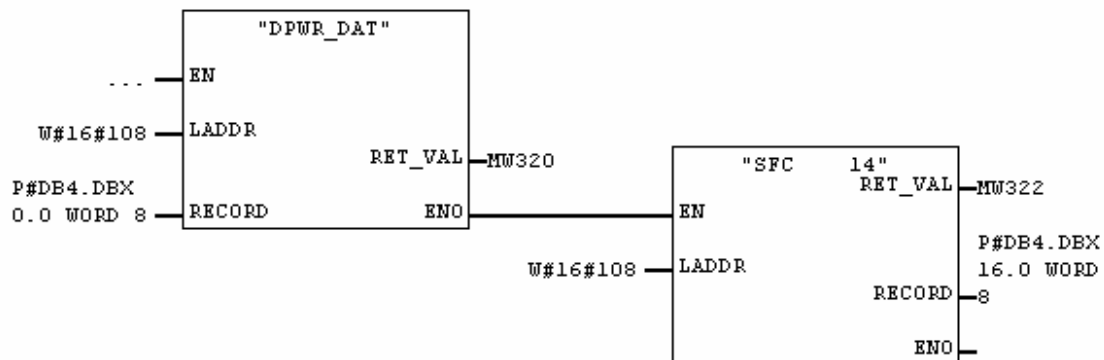 "DPWR_DAT"
... EN
W#16#108 LADDR
RET_VAL MW320
P#DB4.DBX
0.0 WORD 8 RECORD ENO
"SFC 14"
RET_VAL MW322
EN
P#DB4.DBX
W#16#108 LADDR 16.0 WORD
RECORD 8
ENO